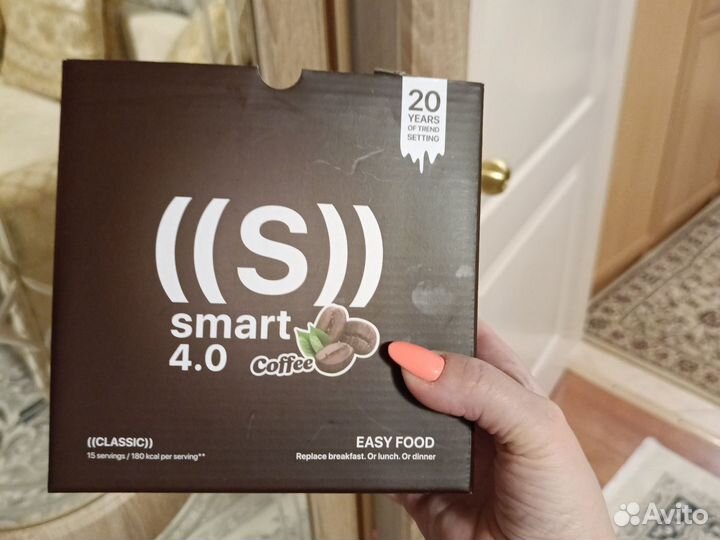 20
YEARS
OF TREND
SETTING
((S))
smart
4.0
Coffee
((CLASSIC))
15 servings / 180 kcal per serving**
EASY FOOD
Replace breakfast. Or lunch. Or dinner
Avito